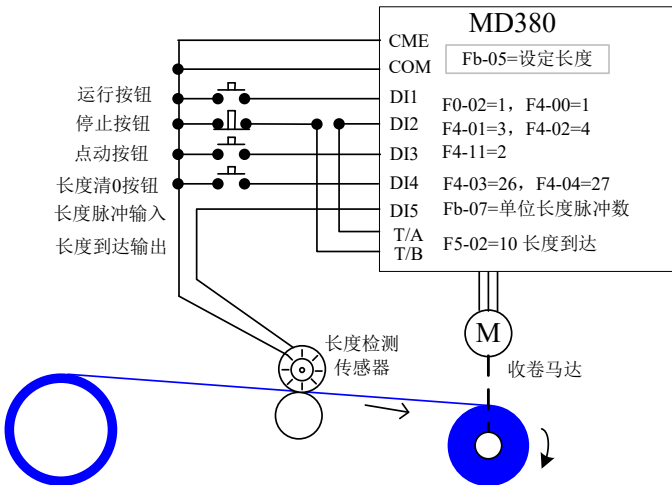 MD380
CME
Fb-05=设定长度
COM
运行按钮
DI1
F0-02=1，F4-00=1
停止按钮
DI2
F4-01=3，F4-02=4
点动按钮
DI3
F4-11=2
长度清0按钮
DI4
F4-03=26，F4-04=27
长度脉冲输入
DI5
Fb-07=单位长度脉冲数
长度到达输出
T/A
T/B
F5-02=10 长度到达
M
长度检测
传感器
收卷马达